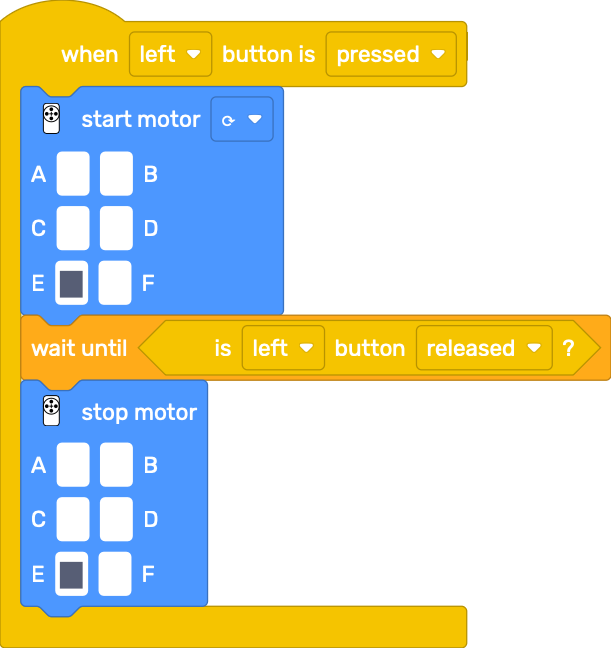 when left button is pressed
start motor ⟳
A B
C D
E F
wait until is left button released ?
stop motor
A B
C D
E F